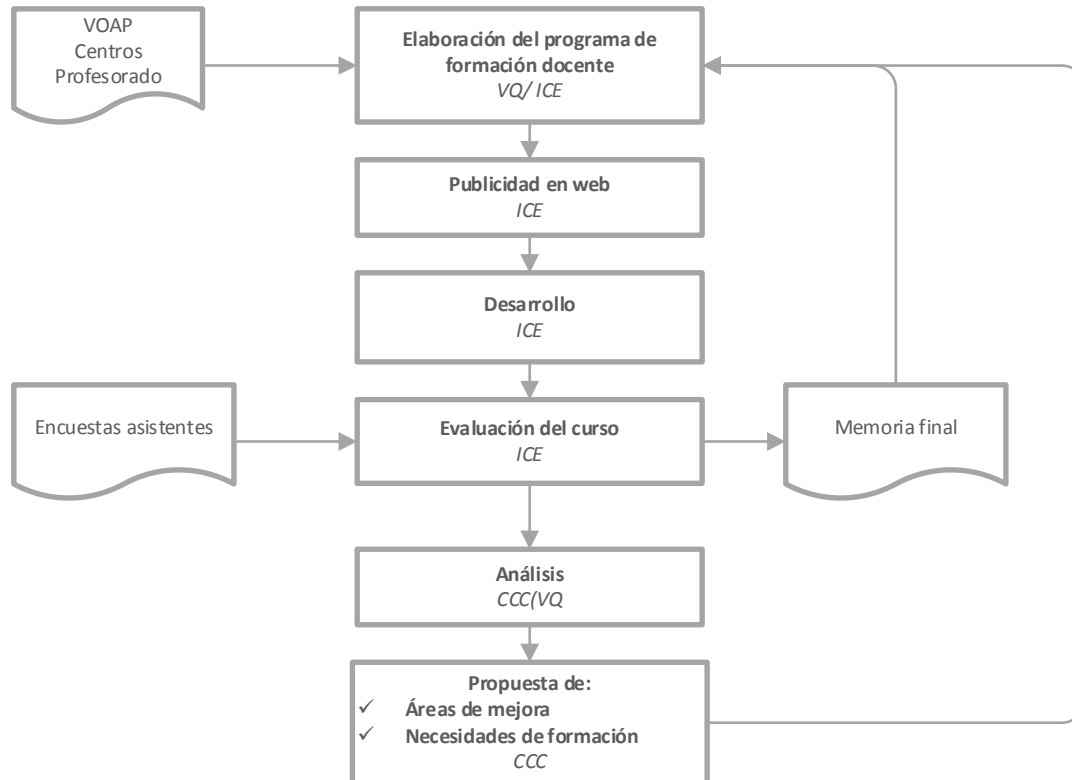 VOAP
Centros
Profesorado
Elaboración del programa de
formación docente
VQ/ ICE
Publicidad en web
ICE
Desarrollo
ICE
Encuestas asistentes
Evaluación del curso
ICE
Memoria final
Análisis
CCC(VQ
Propuesta de:
✓ Áreas de mejora
✓ Necesidades de formación
CCC